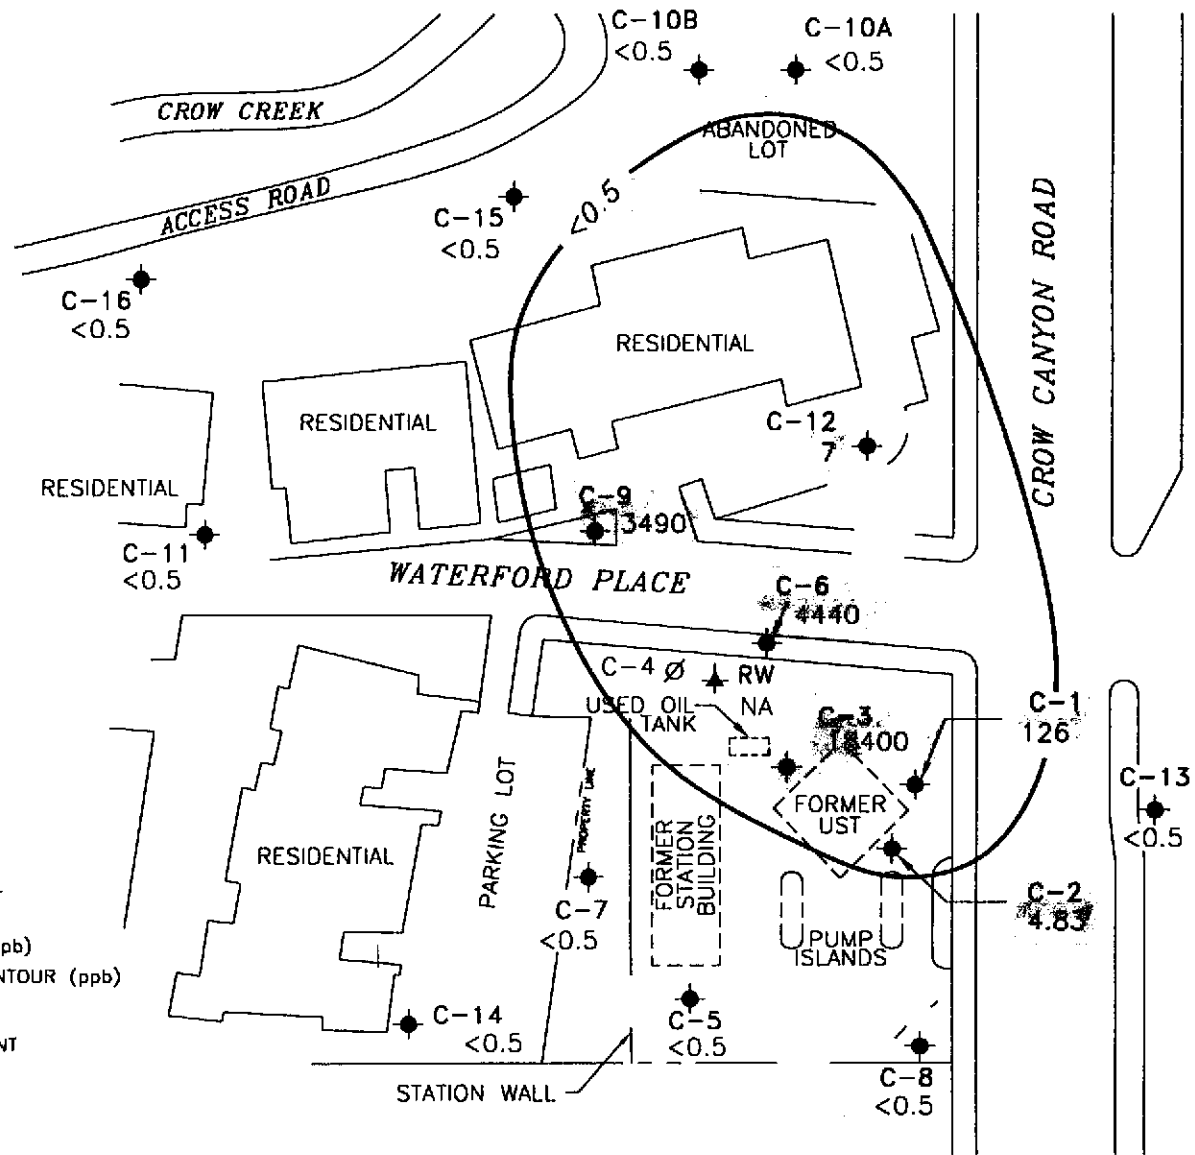 C-10B
<0.5
C-10A
<0.5
CROW CREEK
ABANDONED
LOT
ACCESS ROAD
<0.5
C-15
<0.5
CROW CANYON ROAD
C-16
<0.5
RESIDENTIAL
RESIDENTIAL
C-12
7
RESIDENTIAL
C-9
3490
C-11
<0.5
WATERFORD PLACE
C-6
4440
C-4
RW
NA
USED OIL
TANK
C-3
18400
C-1
126
C-13
<0.5
PROPERTY LINE
PARKING LOT
FORMER
UST
RESIDENTIAL
FORMER
STATION
BUILDING
C-7
<0.5
C-2
4.83
PUMP
ISLANDS
pb)
NTOUR (ppb)
NT
C-14
<0.5
C-5
<0.5
C-8
<0.5
STATION WALL